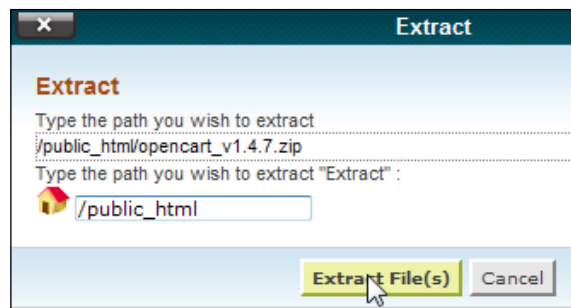 Extract
Extract
Type the path you wish to extract
/public_html/opencart_v1.4.7.zip
Type the path you wish to extract "Extract" :
/public_html
Extract File(s) Cancel